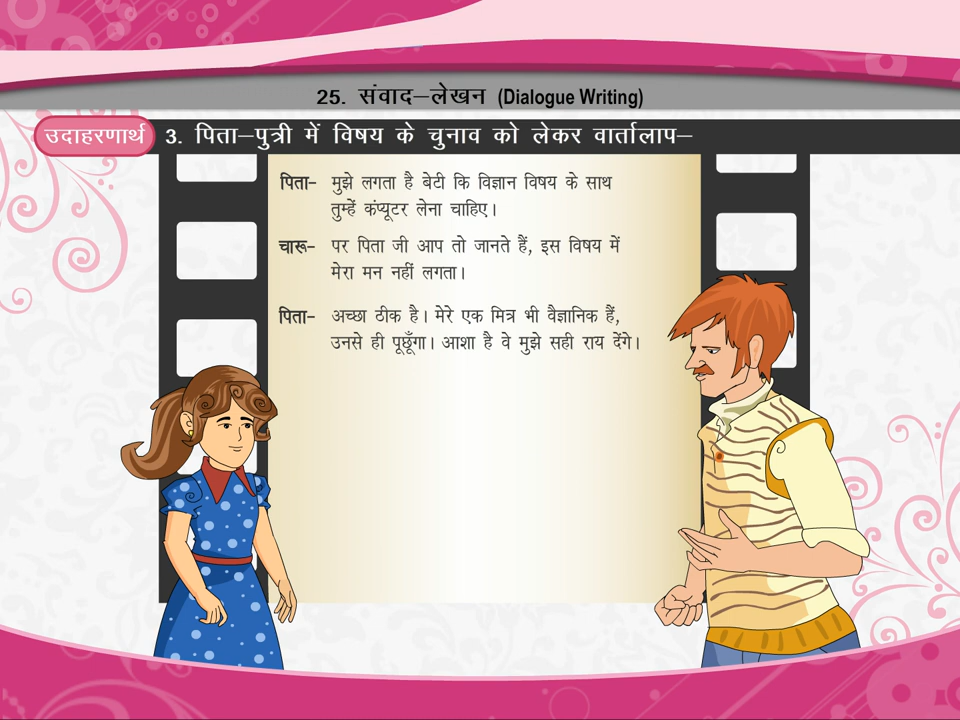 25. संवाद–लेखन (Dialogue Writing)
उदाहरणार्थ 3. पिता–पुत्री में विषय के चुनाव को लेकर वार्तालाप–
पिता- मुझे लगता है बेटी कि विज्ञान विषय के साथ
तुम्हें कंप्यूटर लेना चाहिए।
चारू- पर पिता जी आप तो जानते हैं, इस विषय में
मेरा मन नहीं लगता।
पिता- अच्छा ठीक है। मेरे एक मित्र भी वैज्ञानिक हैं,
उनसे ही पूछूँगा। आशा है वे मुझे सही राय देंगे।